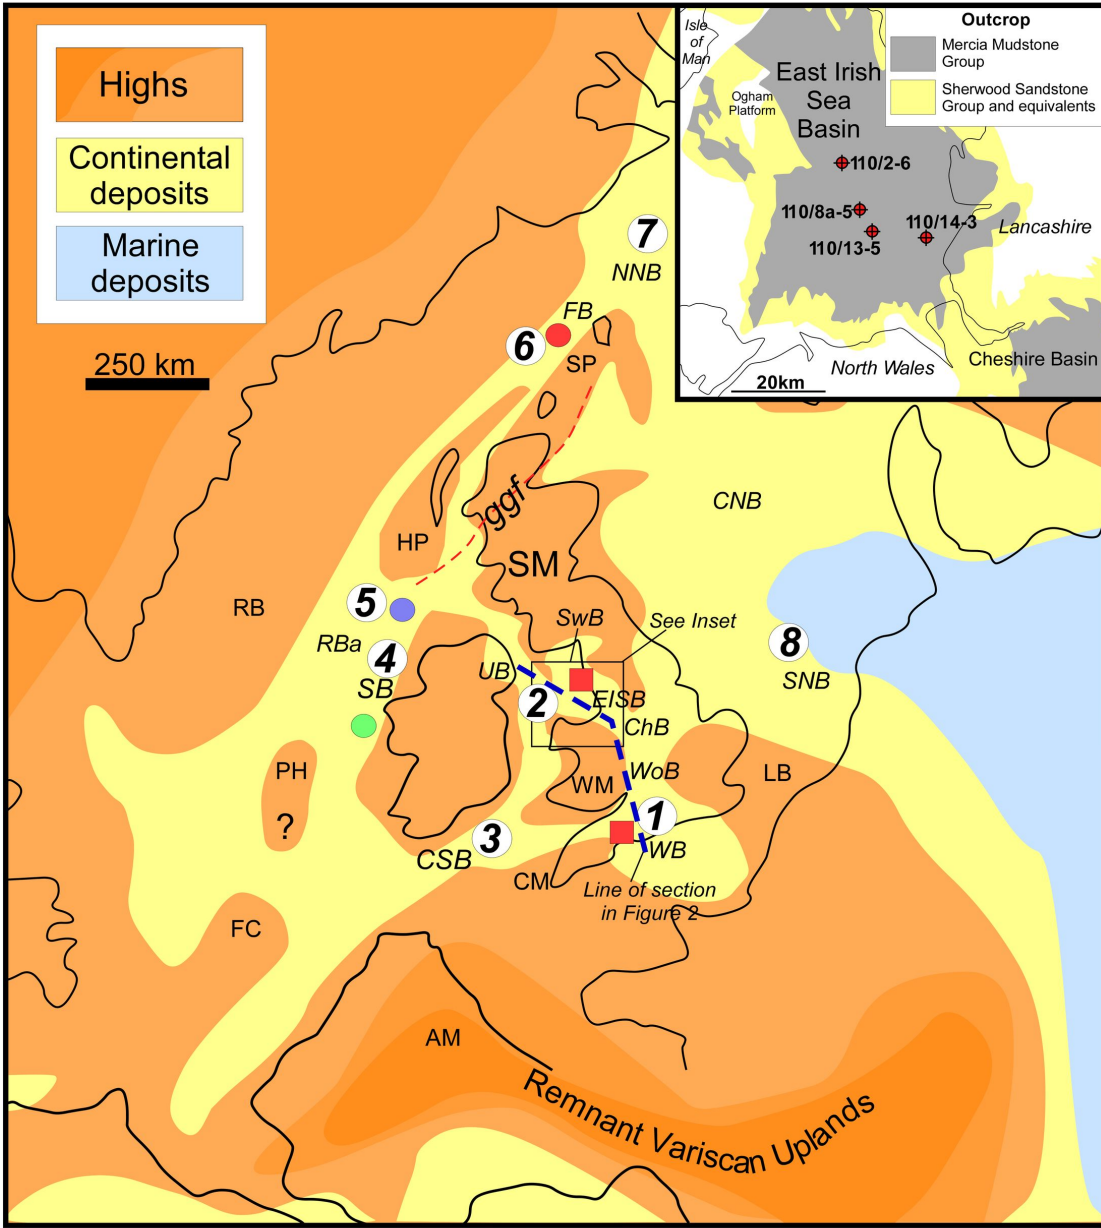 Highs
Continental
deposits
Marine
deposits
250 km
Isle
of
Man
Outcrop
Mercia Mudstone
Group
Sherwood Sandstone
Group and equivalents
East Irish
Sea
Basin
Ogham
Platform
110/2-6
110/8a-5
110/14-3
110/13-5
Lancashire
North Wales
Cheshire Basin
20km
7
NNB
FB
6
SP
CNB
ggf
HP
SM
RB
5
SwB
See Inset
RBa
4
8
SB
UB
SNB
EISB
2
ChB
PH
WoB
LB
WM
?
1
3
WB
CSB
CM
Line of section
in Figure 2
FC
AM
Remnant Variscan Uplands